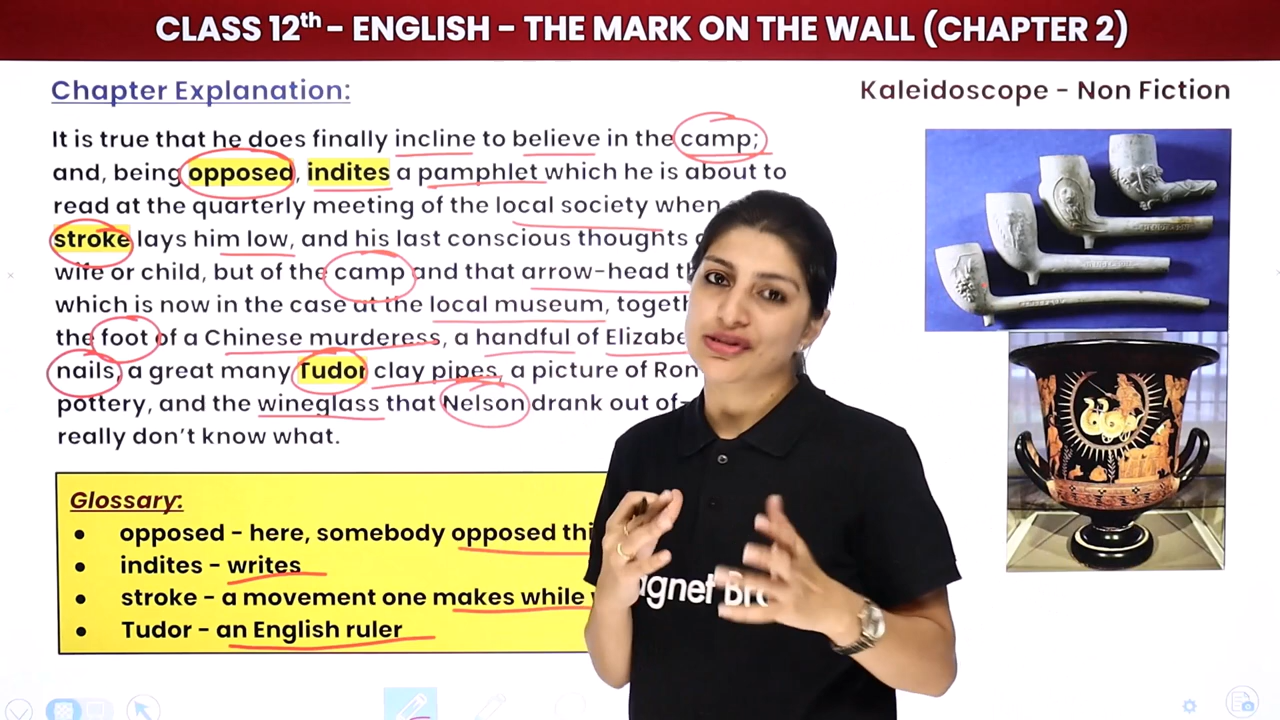 CLASS 12th - ENGLISH - THE MARK ON THE WALL (CHAPTER 2)
Chapter Explanation:
Kaleidoscope - Non Fiction
It is true that he does finally incline to believe in the camp;
and, being opposed, indites a pamphlet which he is about to
read at the quarterly meeting of the local society when
stroke lays him low, and his last conscious thoughts
wife or child, but of the camp and that arrow-head
which is now in the case at the local museum,
the foot of a Chinese murderess, a handful of
nails, a great many Tudor clay pipes, a picture of
pottery, and the wineglass that Nelson drank out of-
really don't know what.
Glossary:
● opposed - here, somebody opposed
● indites - writes
● stroke - a movement one makes while
● Tudor - an English ruler